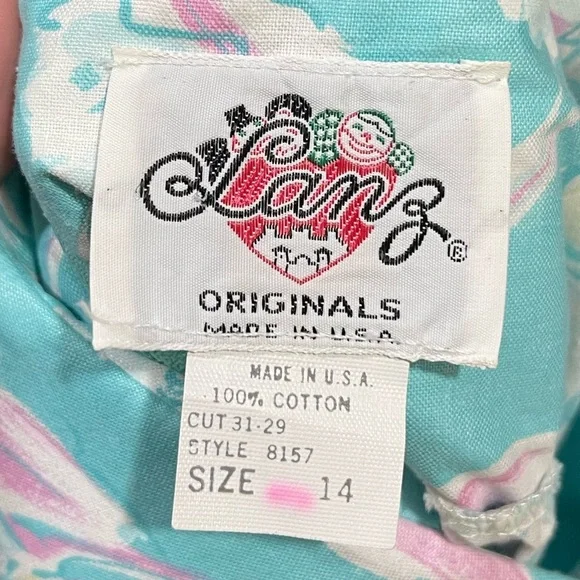 Lanz®
ORIGINALS
MADE IN U.S.A.
MADE IN U.S.A.
100% COTTON
CUT 31-29
STYLE 8157
SIZE 14